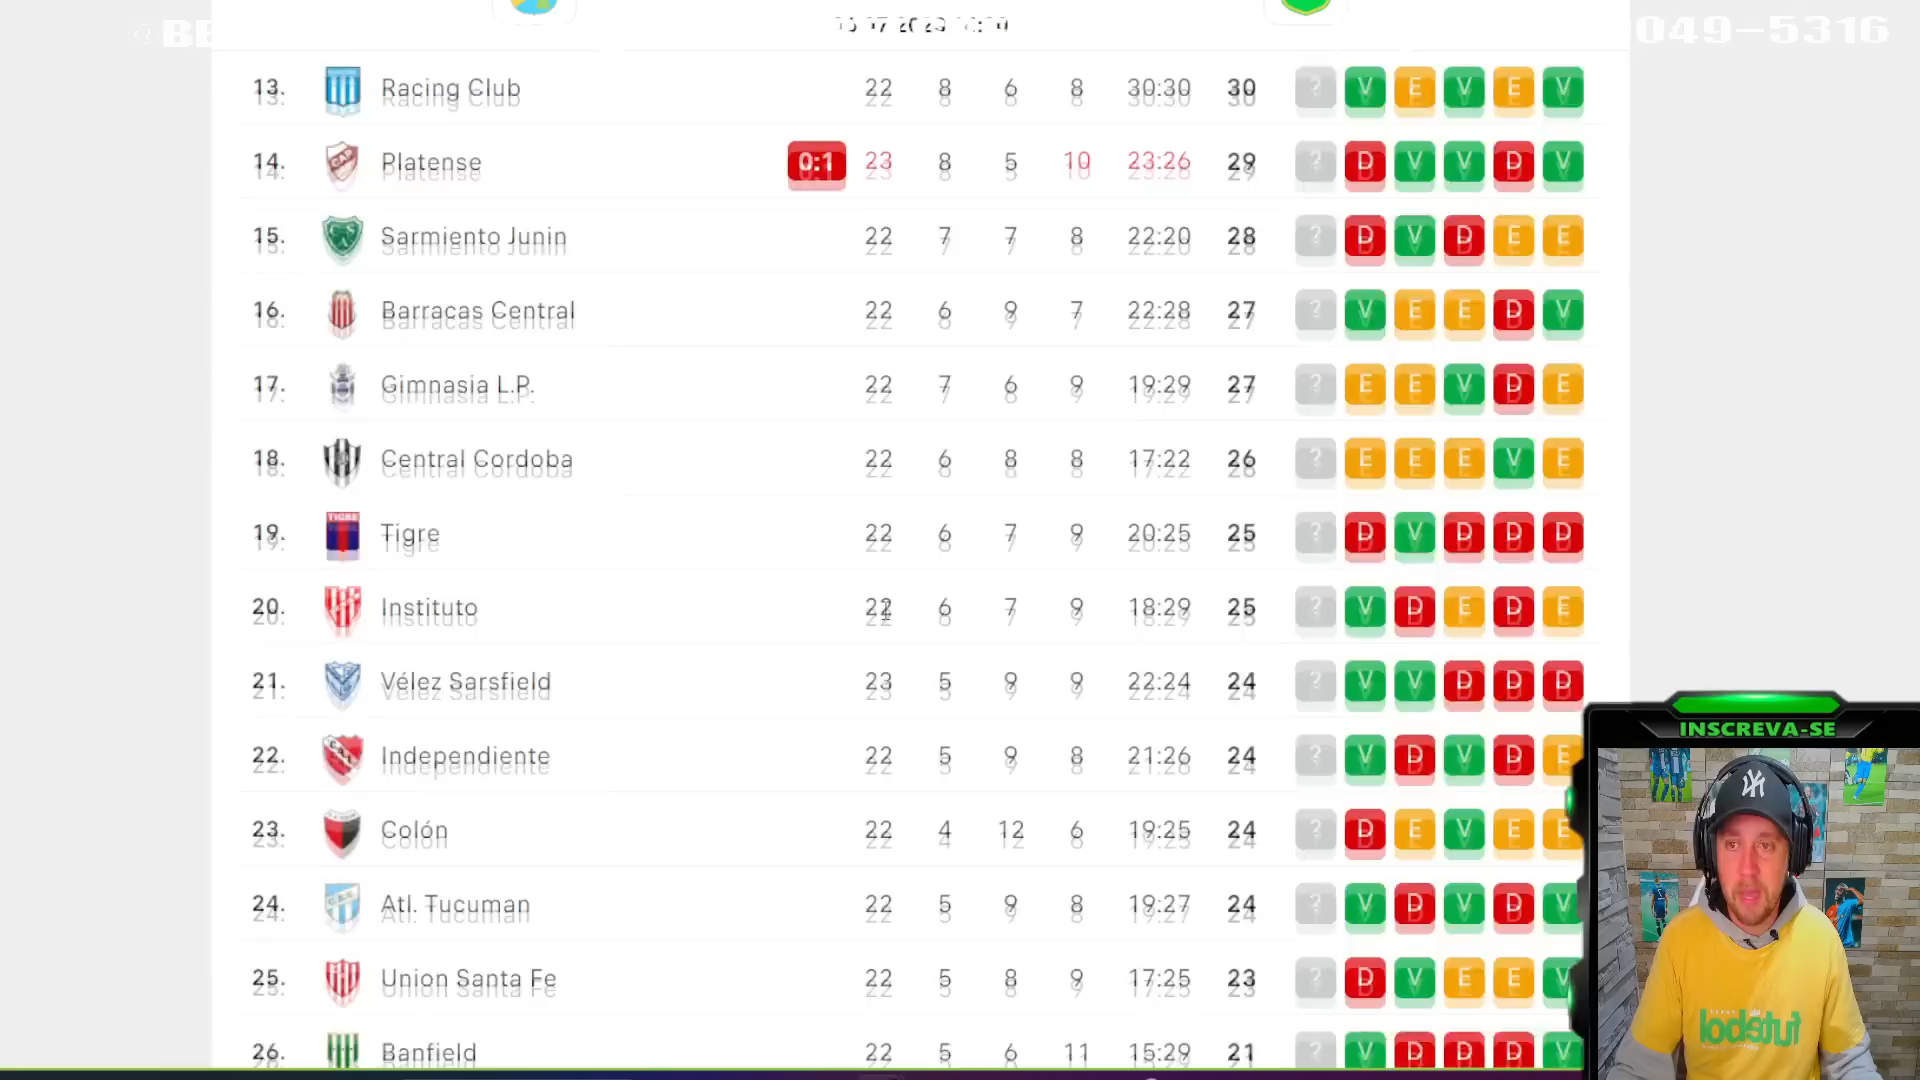 @BE
049-5316
13. Racing Club 22 8 6 8 30:30 30 ? V E V E V
14. Platense 0:1 23 8 5 10 23:26 29 ? D V V D V
15. Sarmiento Junin 22 7 7 8 22:20 28 ? D V D E E
16. Barracas Central 22 6 9 7 22:28 27 ? V E E D V
17. Gimnasia L.P. 22 7 6 9 19:29 27 ? E E V D E
18. Central Cordoba 22 6 8 8 17:22 26 ? E E E V E
19. Tigre 22 6 7 9 20:25 25 ? D V D D D
20. Instituto 22 6 7 9 18:29 25 ? V D E D E
21. Vélez Sarsfield 23 5 9 9 22:24 24 ? V V D D D
22. Independiente 22 5 9 8 21:26 24 ? V D V D E
23. Colón 22 4 12 6 19:25 24 ? D E V E E
24. Atl. Tucuman 22 5 9 8 19:27 24 ? V D V D V
25. Union Santa Fe 22 5 8 9 17:25 23 ? D V E E V
26. Banfield 22 5 6 11 15:29 21 ? V D D D V
INSCREVA-SE
TIGRE
CAP
NY
futebol